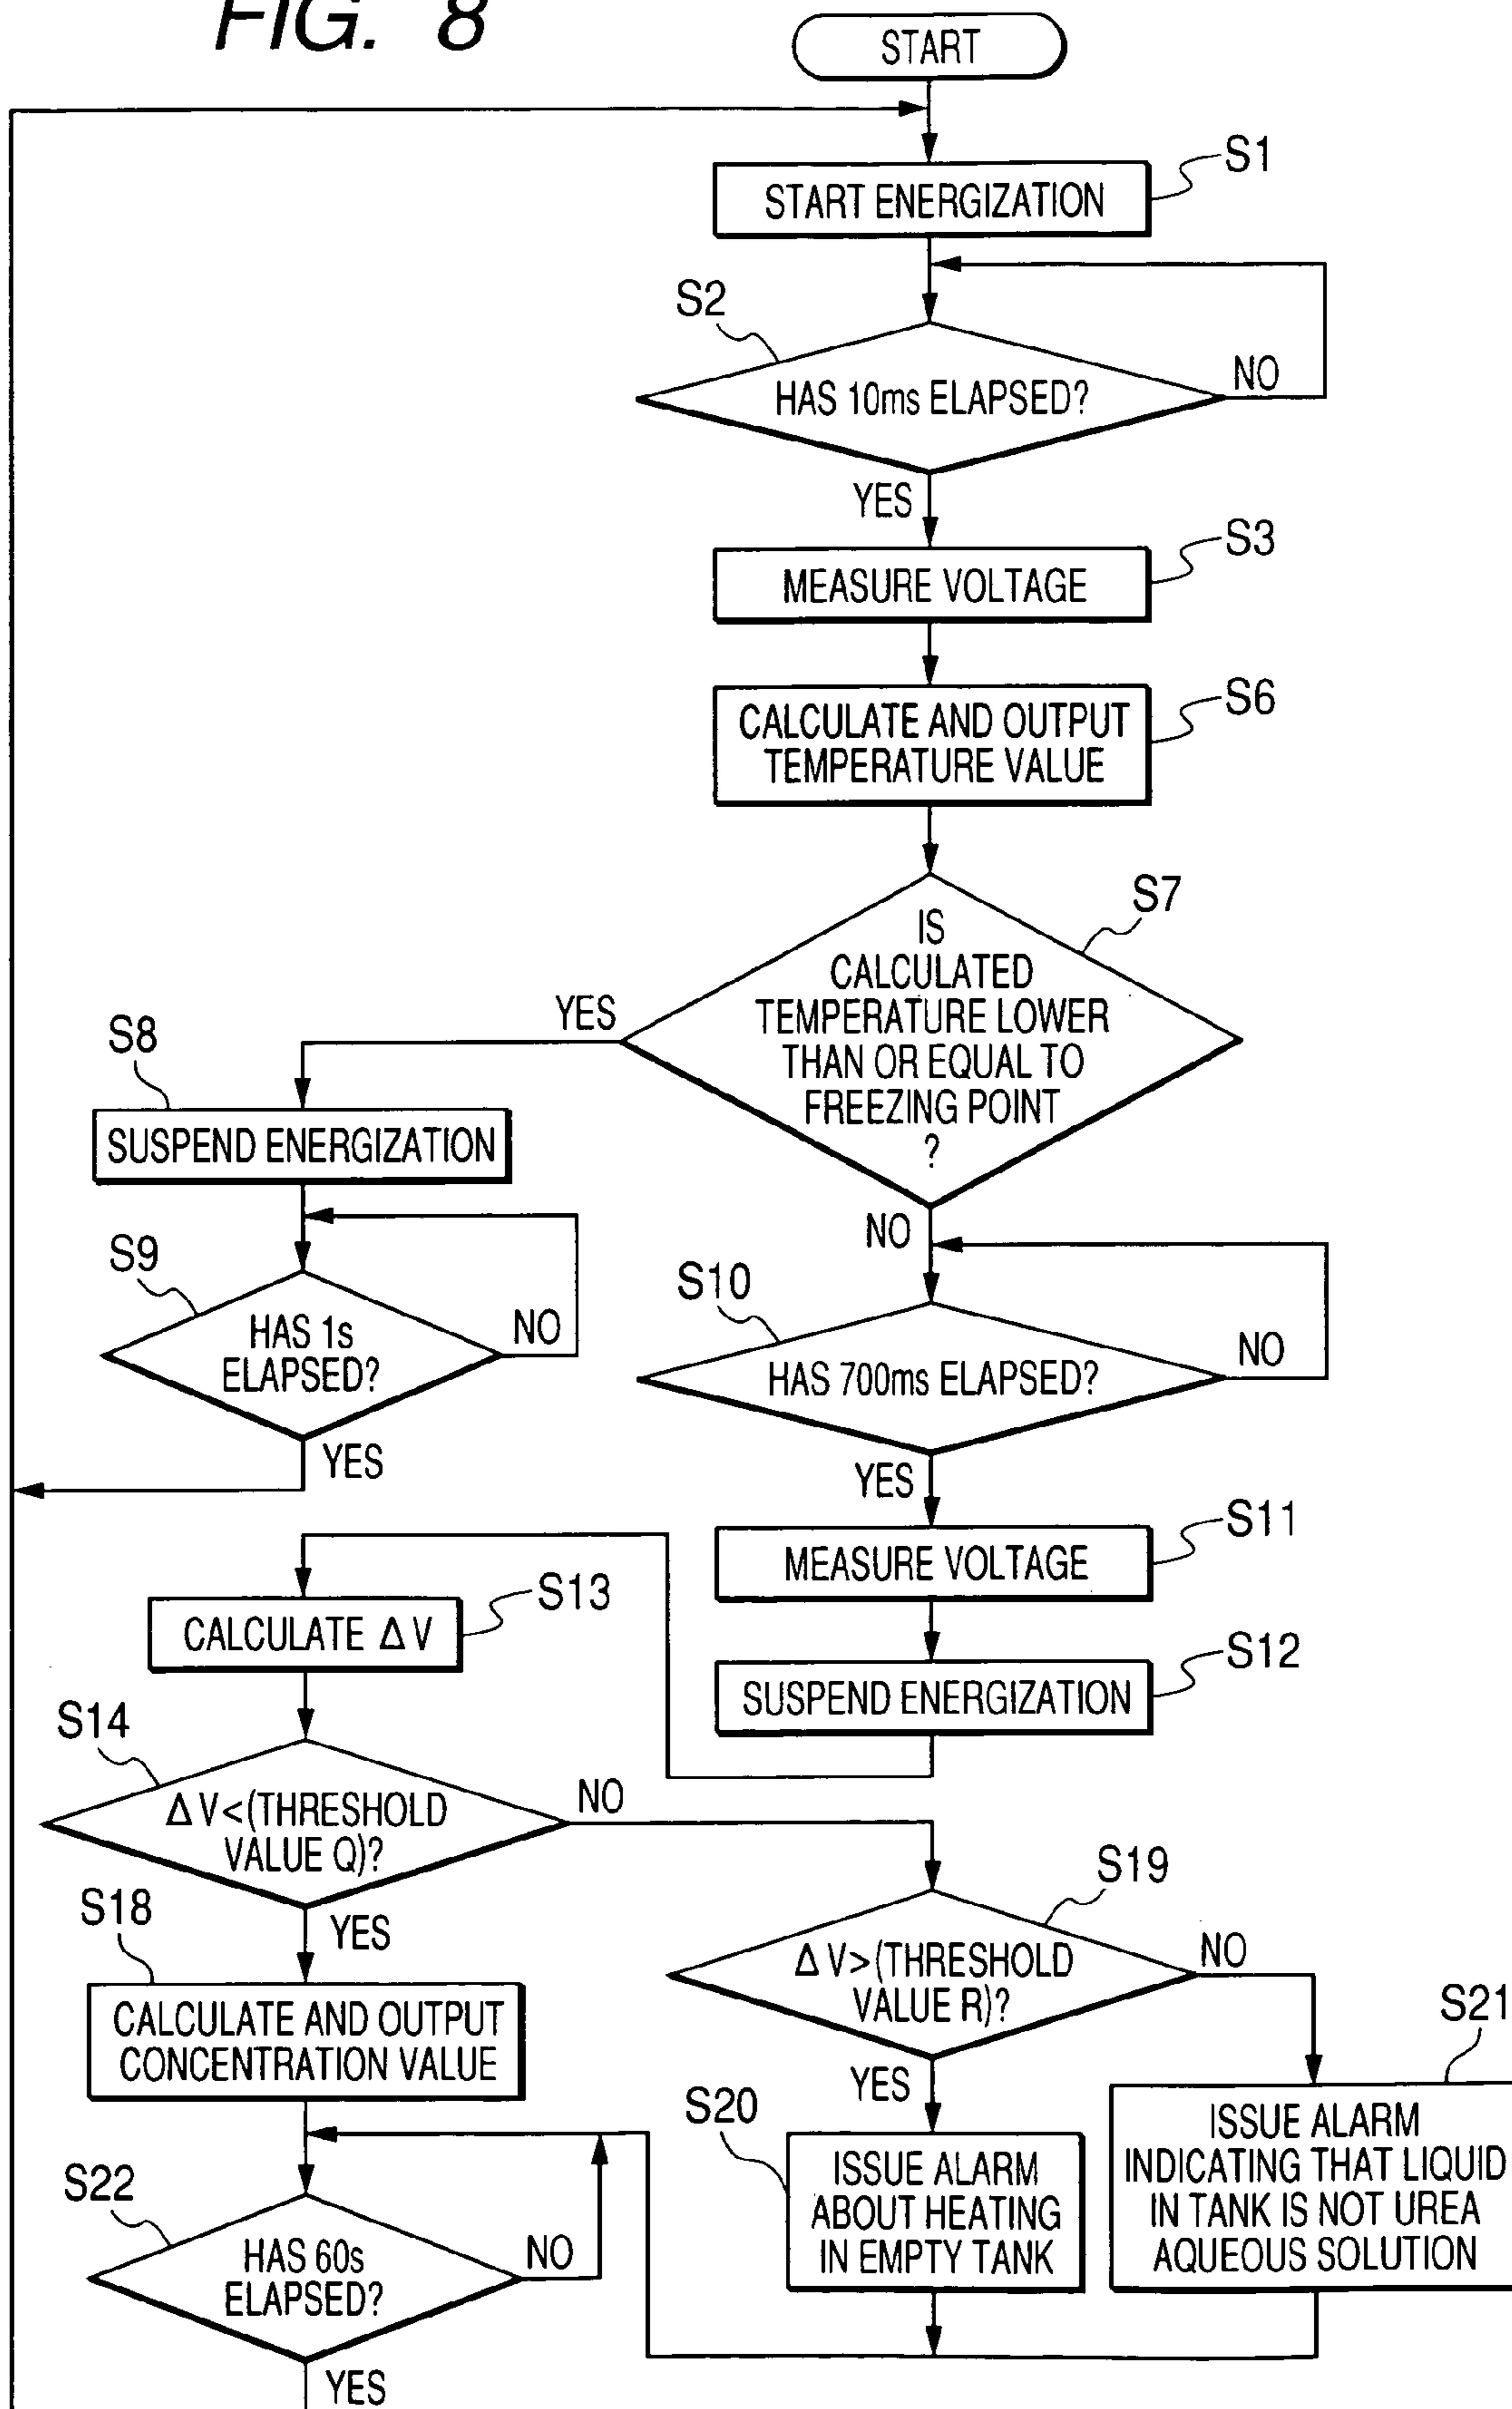 FIG. 8
START
S1
START ENERGIZATION
S2
HAS 10ms ELAPSED?
NO
YES
S3
MEASURE VOLTAGE
S6
CALCULATE AND OUTPUT
TEMPERATURE VALUE
S7
IS
CALCULATED
TEMPERATURE LOWER
THAN OR EQUAL TO
FREEZING POINT
?
YES
S8
SUSPEND ENERGIZATION
S9
HAS 1s
ELAPSED?
NO
YES
NO
S10
HAS 700ms ELAPSED?
NO
YES
S11
MEASURE VOLTAGE
S12
SUSPEND ENERGIZATION
S13
CALCULATE Δ V
S14
Δ V<(THRESHOLD
VALUE Q)?
NO
YES
S18
CALCULATE AND OUTPUT
CONCENTRATION VALUE
S19
Δ V>(THRESHOLD
VALUE R)?
NO
YES
S20
ISSUE ALARM
ABOUT HEATING
IN EMPTY TANK
S21
ISSUE ALARM
INDICATING THAT LIQUID
IN TANK IS NOT UREA
AQUEOUS SOLUTION
S22
HAS 60s
ELAPSED?
NO
YES